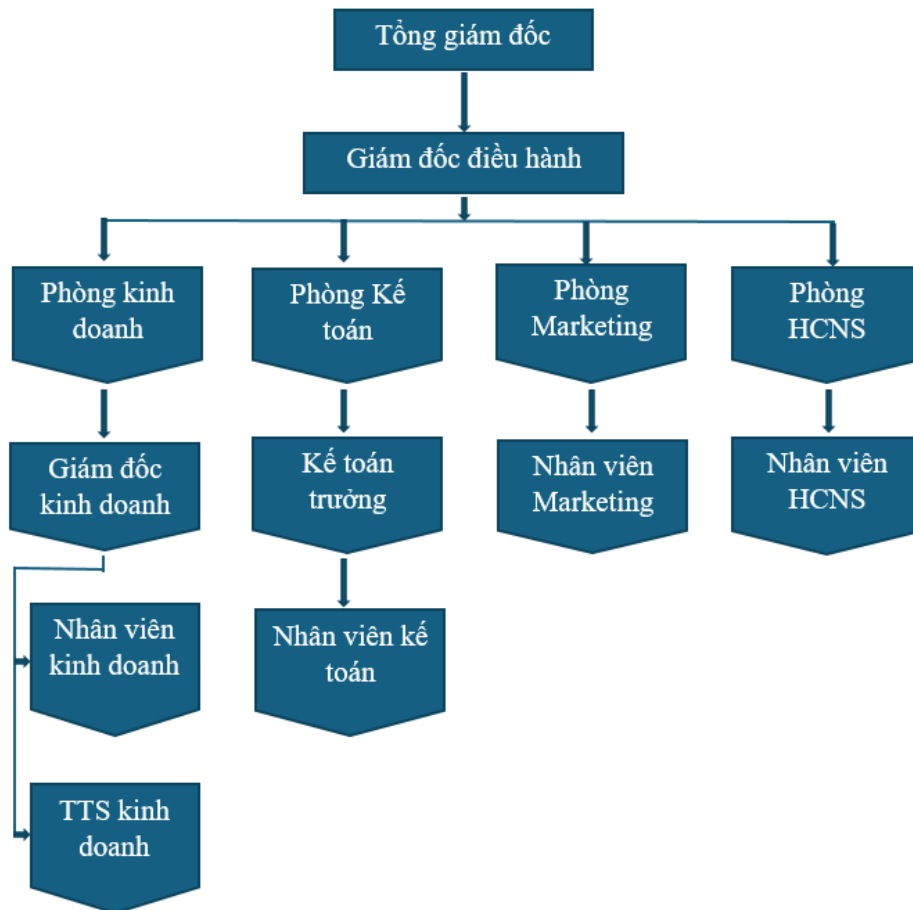 Tổng giám đốc
Giám đốc điều hành
Phòng kinh
doanh
Phòng Kế
toán
Phòng
Marketing
Phòng
HCNS
Giám đốc
kinh doanh
Kế toán
trưởng
Nhân viên
Marketing
Nhân viên
HCNS
Nhân viên
kinh doanh
Nhân viên kế
toán
TTS kinh
doanh